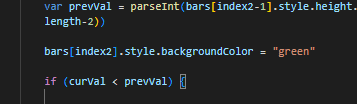 var prevVal = parseInt(bars[index2-1].style.height.
length-2))
bars[index2].style.backgroundColor = "green"
if (curVal < prevVal) {